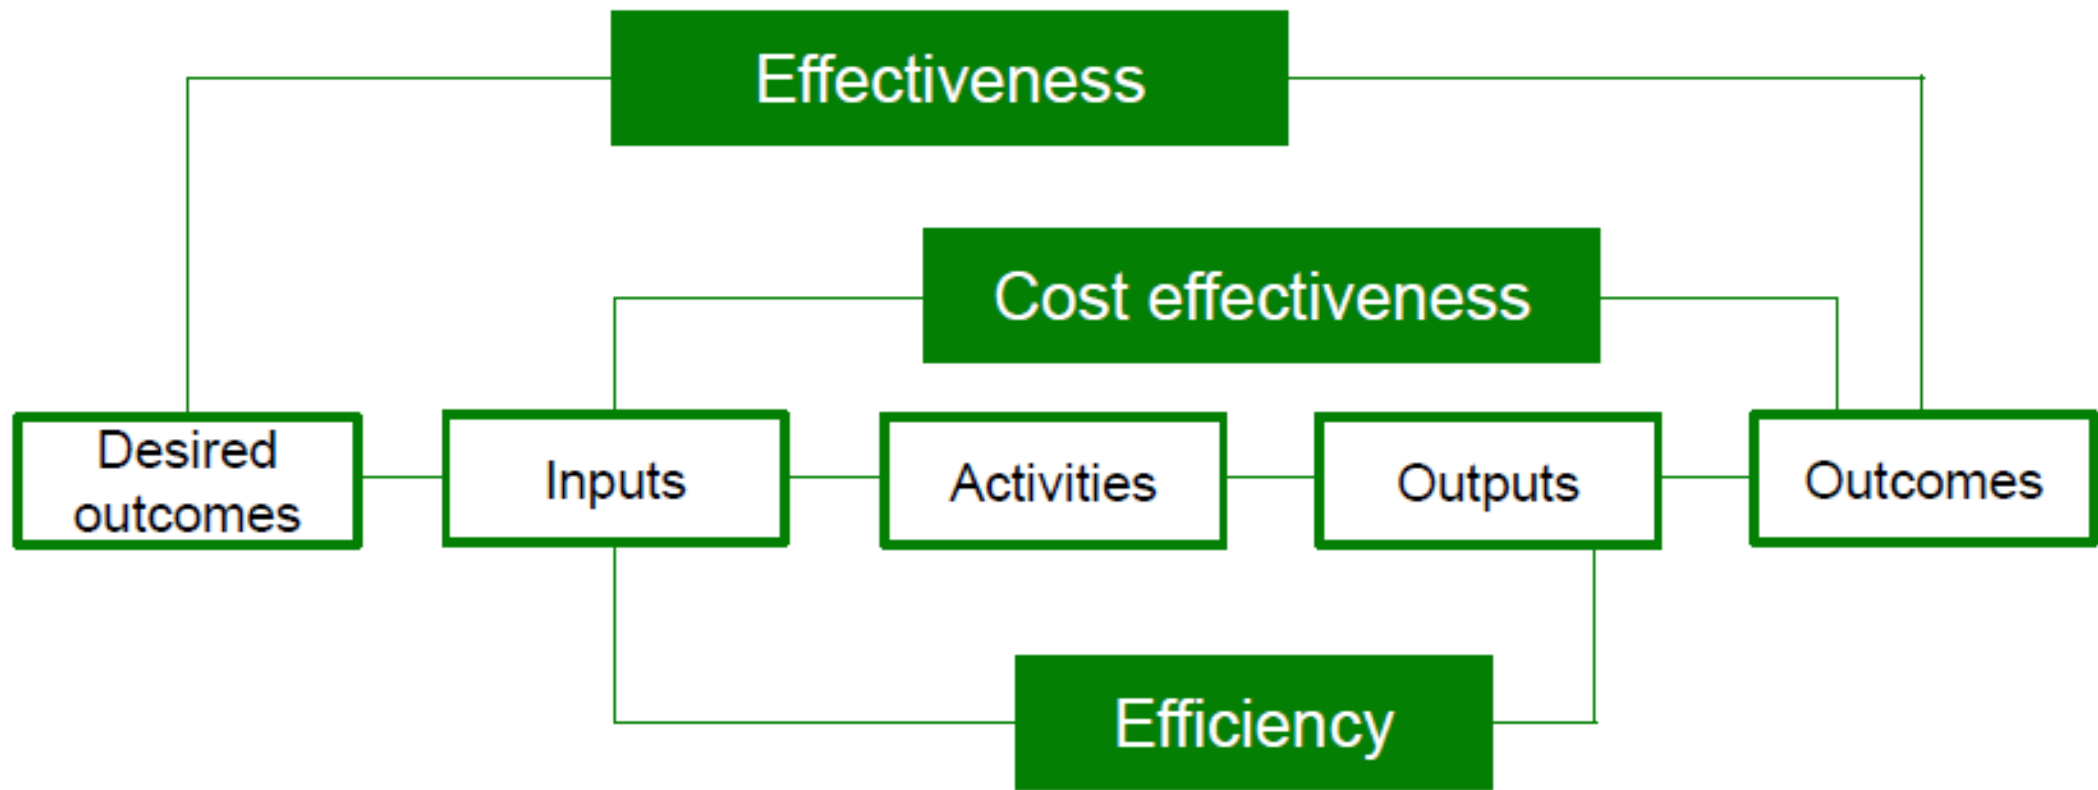 Effectiveness
Cost effectiveness
Desired
outcomes
Inputs
Activities
Outputs
Outcomes
Efficiency